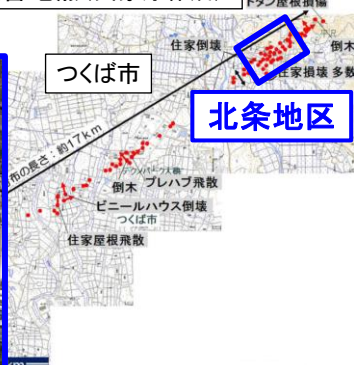 トタン屋根損傷
住家倒壊
倒木
住家損壊 多数
つくば市
北条地区
市の長さ：約17km
倒木 プレハブ飛散
ビニールハウス倒壊
つくば市
住家屋根飛散